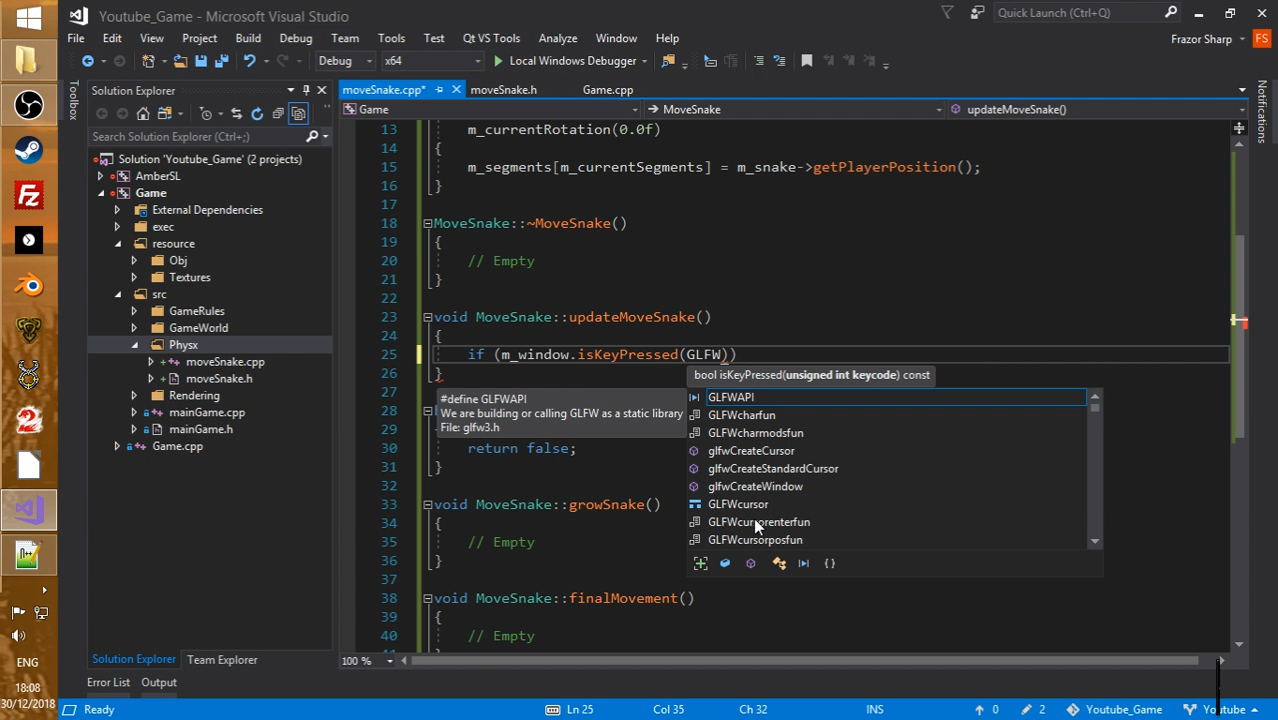 Youtube_Game - Microsoft Visual Studio
Quick Launch (Ctrl+Q)
File Edit View Project Build Debug Team Tools Test Qt VS Tools Analyze Window Help
Frazor Sharp FS
Debug x64 Local Windows Debugger
Toolbox
Solution Explorer
Search Solution Explorer (Ctrl+;)
Solution 'Youtube_Game' (2 projects)
AmberSL
Game
External Dependencies
exec
resource
Obj
Textures
src
GameRules
GameWorld
Physx
moveSnake.cpp
moveSnake.h
Rendering
mainGame.cpp
mainGame.h
Game.cpp
Solution Explorer Team Explorer
moveSnake.cpp* moveSnake.h Game.cpp
Game MoveSnake updateMoveSnake()
13 m_currentRotation(0.0f)
14 {
15 m_segments[m_currentSegments] = m_snake->getPlayerPosition();
16 }
17
18 MoveSnake::~MoveSnake()
19 {
20 // Empty
21 }
22
23 void MoveSnake::updateMoveSnake()
24 {
25 if (m_window.isKeyPressed(GLFW))
26 }
27
28
29
30 return false;
31 }
32
33 void MoveSnake::growSnake()
34 {
35 // Empty
36 }
37
38 void MoveSnake::finalMovement()
39 {
40 // Empty
bool isKeyPressed(unsigned int keycode) const
#define GLFWAPI
We are building or calling GLFW as a static library
File: glfw3.h
GLFWAPI
GLFWcharfun
GLFWcharmodsfun
glfwCreateCursor
glfwCreateStandardCursor
glfwCreateWindow
GLFWcursor
GLFWcursorenterfun
GLFWcursorposfun
Notifications
100 %
Error List Output
Ready Ln 25 Col 35 Ch 32 INS 0 2 Youtube_Game Youtube
ENG
18:08
30/12/2018